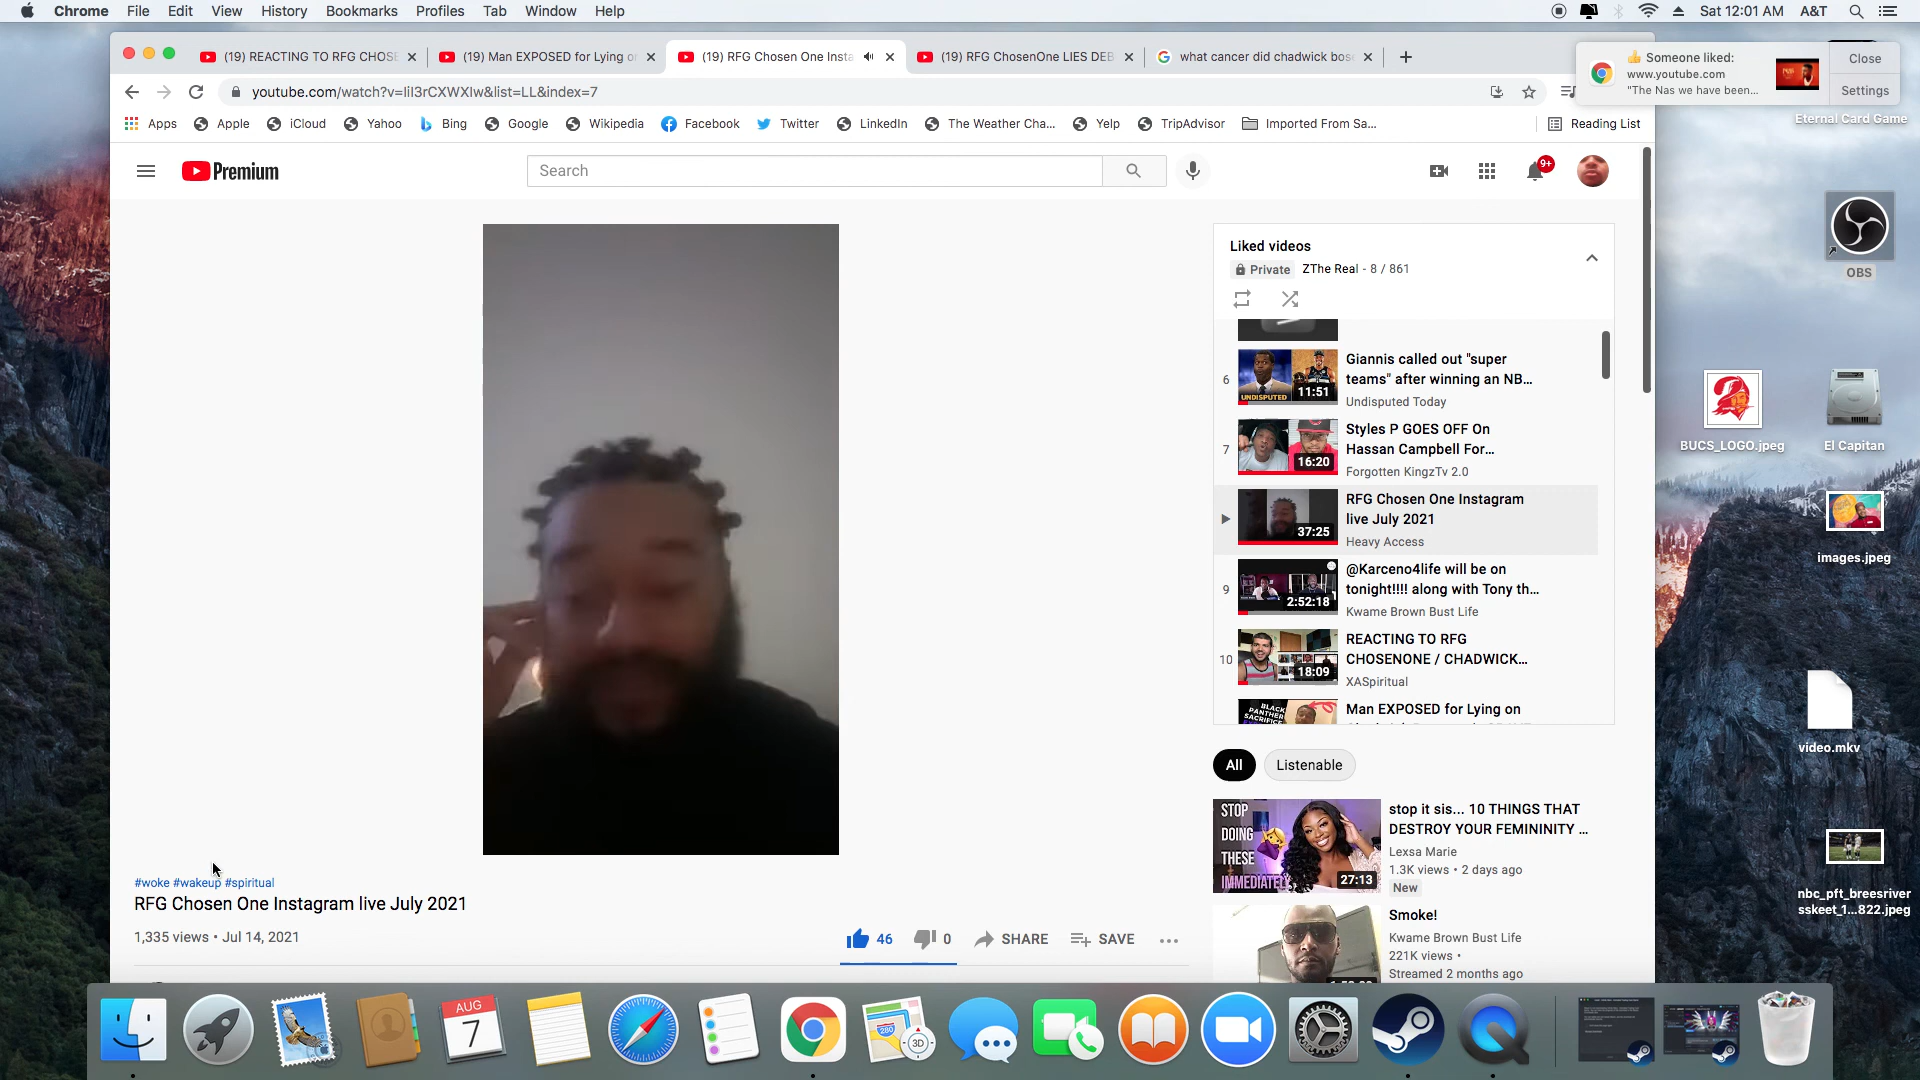 Chrome File Edit View History Bookmarks Profiles Tab Window Help
Sat 12:01 AM A&T
(19) REACTING TO RFG CHOSE
(19) Man EXPOSED for Lying or
(19) RFG Chosen One Insta
(19) RFG ChosenOne LIES DEB
what cancer did chadwick bos
youtube.com/watch?v=liI3rCXWXIw&list=LL&index=7
Apps Apple iCloud Yahoo Bing Google Wikipedia Facebook Twitter LinkedIn The Weather Cha... Yelp TripAdvisor Imported From Sa... Reading List
Someone liked:
www.youtube.com
"The Nas we have been...
Close
Settings
Premium
Search
9+
Liked videos
Private ZThe Real - 8 / 861
6
UNDISPUTED
11:51
Giannis called out "super
teams" after winning an NB...
Undisputed Today
7
16:20
Styles P GOES OFF On
Hassan Campbell For...
Forgotten KingzTv 2.0
37:25
RFG Chosen One Instagram
live July 2021
Heavy Access
9
2:52:18
@Karceno4life will be on
tonight!!!! along with Tony th...
Kwame Brown Bust Life
10
18:09
REACTING TO RFG
CHOSENONE / CHADWICK...
XASpiritual
BLACK
PANTHER
SACRIFICE
Man EXPOSED for Lying on
All Listenable
STOP
DOING
THESE
IMMEDIATELY
27:13
stop it sis... 10 THINGS THAT
DESTROY YOUR FEMININITY ...
Lexsa Marie
1.3K views • 2 days ago
New
Smoke!
Kwame Brown Bust Life
221K views •
Streamed 2 months ago
#woke #wakeup #spiritual
RFG Chosen One Instagram live July 2021
1,335 views • Jul 14, 2021
46 0 SHARE SAVE
Eternal Card Game
OBS
BUCS_LOGO.jpeg
El Capitan
images.jpeg
video.mkv
nbc_pft_breesriver
sskeet_1...822.jpeg
AUG
7
280
3D